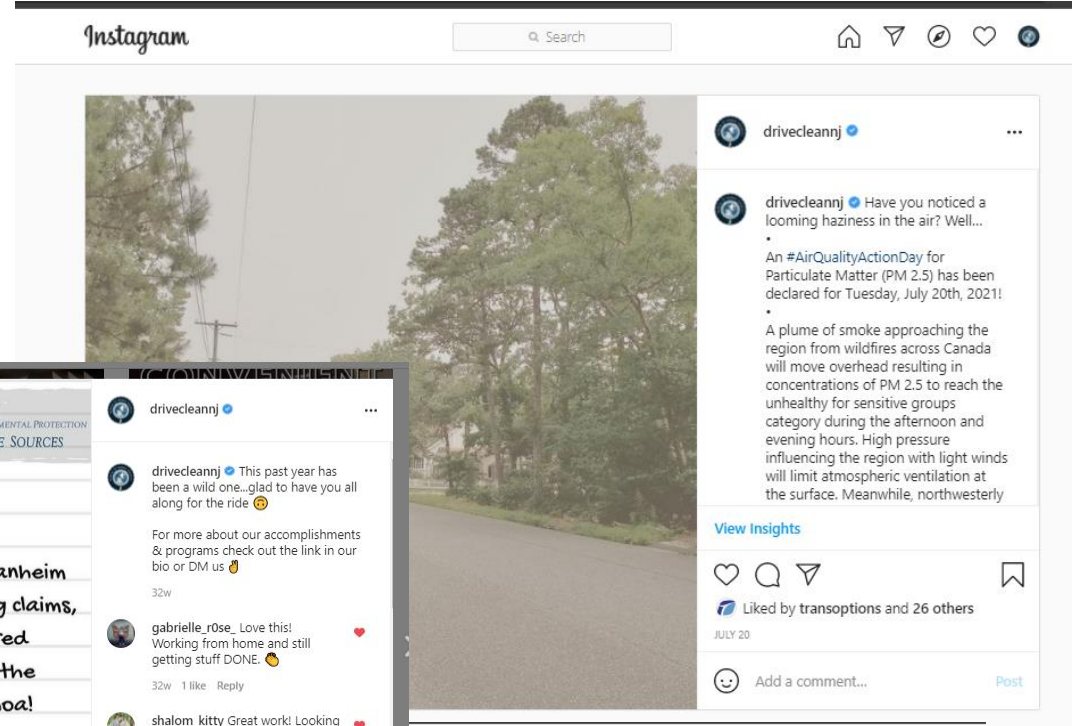 Instagram
Search
drivecleannj
drivecleannj Have you noticed a
looming haziness in the air? Well...
•
An #AirQualityActionDay for
Particulate Matter (PM 2.5) has been
declared for Tuesday, July 20th, 2021!
•
A plume of smoke approaching the
region from wildfires across Canada
will move overhead resulting in
concentrations of PM 2.5 to reach the
unhealthy for sensitive groups
category during the afternoon and
evening hours. High pressure
influencing the region with light winds
will limit atmospheric ventilation at
the surface. Meanwhile, northwesterly
View Insights
Liked by transoptions and 26 others
JULY 20
Add a comment...
Post
MENTAL PROTECTION
SOURCES
anheim
claims,
the
oa!
drivecleannj
drivecleannj This past year has
been a wild one...glad to have you all
along for the ride 🙃
For more about our accomplishments
& programs check out the link in our
bio or DM us ✌
32w
gabrielle_r0se_ Love this!
Working from home and still
getting stuff DONE. 👏
32w 1 like Reply
shalom_kitty Great work! Looking